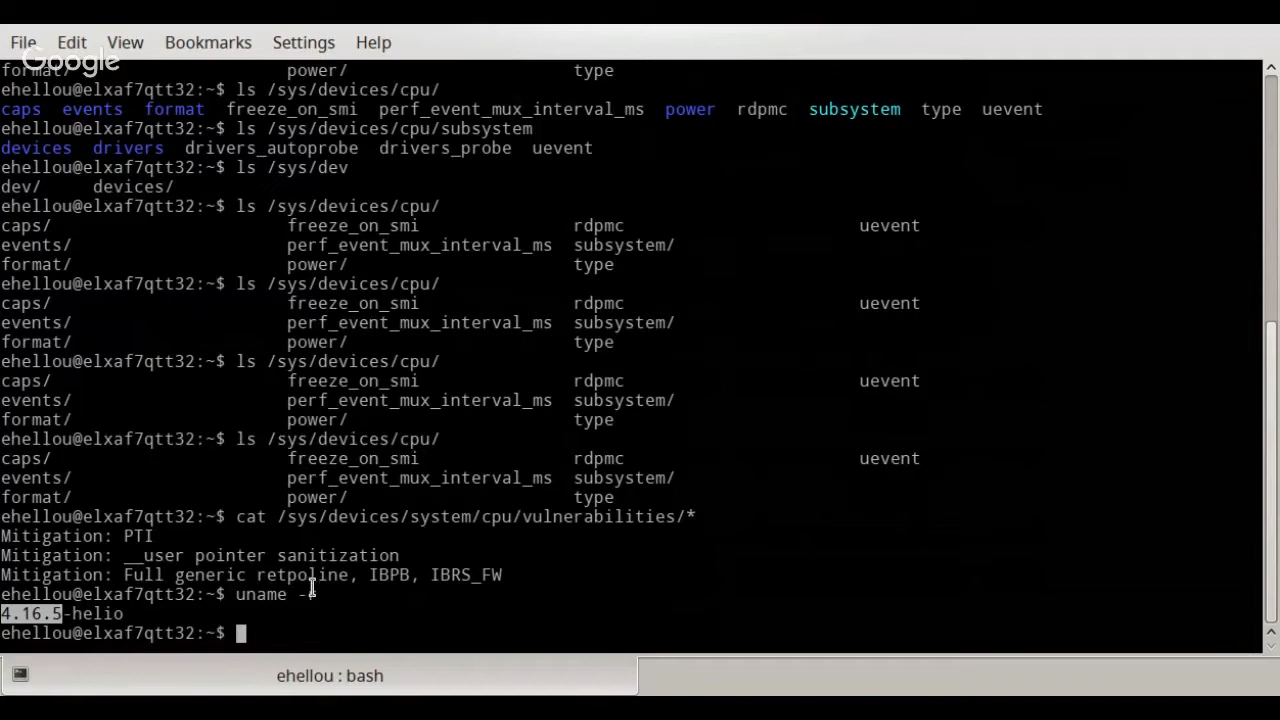 File Edit View Bookmarks Settings Help
Google
format/ power/ type
ehellou@elxaf7qtt32:~$ ls /sys/devices/cpu/
caps events format freeze_on_smi perf_event_mux_interval_ms power rdpmc subsystem type uevent
ehellou@elxaf7qtt32:~$ ls /sys/devices/cpu/subsystem
devices drivers drivers_autoprobe drivers_probe uevent
ehellou@elxaf7qtt32:~$ ls /sys/dev
dev/ devices/
ehellou@elxaf7qtt32:~$ ls /sys/devices/cpu/
caps/ freeze_on_smi rdpmc uevent
events/ perf_event_mux_interval_ms subsystem/
format/ power/ type
ehellou@elxaf7qtt32:~$ ls /sys/devices/cpu/
caps/ freeze_on_smi rdpmc uevent
events/ perf_event_mux_interval_ms subsystem/
format/ power/ type
ehellou@elxaf7qtt32:~$ ls /sys/devices/cpu/
caps/ freeze_on_smi rdpmc uevent
events/ perf_event_mux_interval_ms subsystem/
format/ power/ type
ehellou@elxaf7qtt32:~$ ls /sys/devices/cpu/
caps/ freeze_on_smi rdpmc uevent
events/ perf_event_mux_interval_ms subsystem/
format/ power/ type
ehellou@elxaf7qtt32:~$ cat /sys/devices/system/cpu/vulnerabilities/*
Mitigation: PTI
Mitigation: __user pointer sanitization
Mitigation: Full generic retpoline, IBPB, IBRS_FW
ehellou@elxaf7qtt32:~$ uname
4.16.5-helio
ehellou@elxaf7qtt32:~$
ehellou : bash